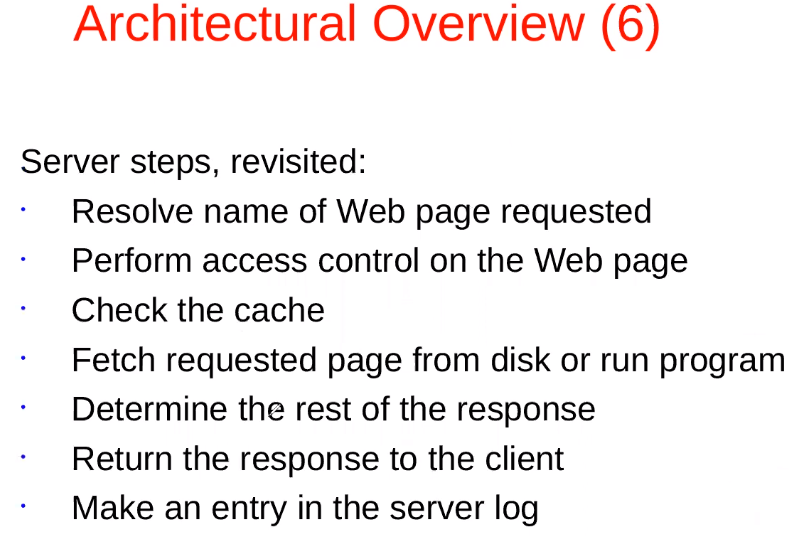 Architectural Overview (6)
Server steps, revisited:
· Resolve name of Web page requested
· Perform access control on the Web page
· Check the cache
· Fetch requested page from disk or run program
· Determine the rest of the response
· Return the response to the client
· Make an entry in the server log